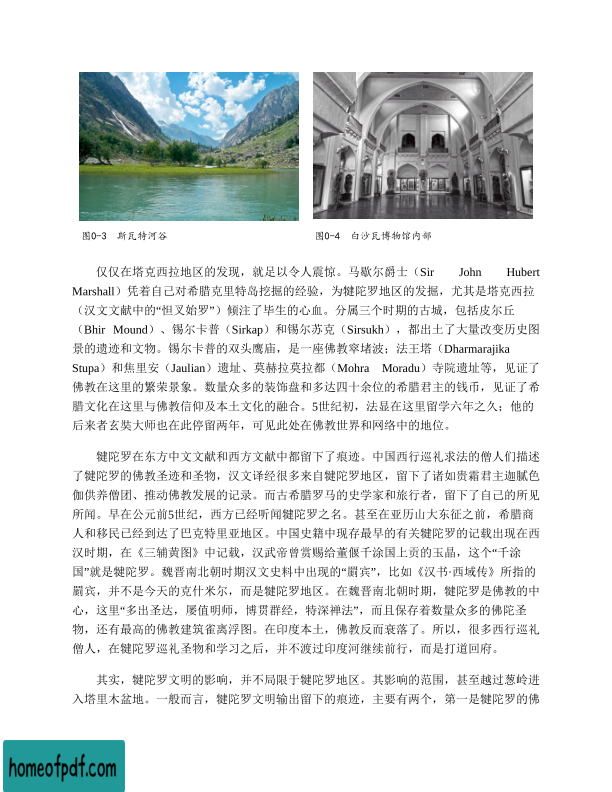 图0-3 斯瓦特河谷
图0-4 白沙瓦博物馆内部
仅仅在塔克西拉地区的发现，就足以令人震惊。马歇尔爵士（Sir John Hubert
Marshall）凭着自己对希腊克里特岛挖掘的经验，为犍陀罗地区的发掘，尤其是塔克西拉
（汉文文献中的“怛叉始罗”）倾注了毕生的心血。分属三个时期的古城，包括皮尔丘
（Bhir Mound）、锡尔卡普（Sirkap）和锡尔苏克（Sirsukh），都出土了大量改变历史图
景的遗迹和文物。锡尔卡普的双头鹰庙，是一座佛教窣堵波；法王塔（Dharmarajika
Stupa）和焦里安（Jaulian）遗址、莫赫拉莫拉都（Mohra Moradu）寺院遗址等，见证了
佛教在这里的繁荣景象。数量众多的装饰盘和多达四十余位的希腊君主的钱币，见证了希
腊文化在这里与佛教信仰及本土文化的融合。5世纪初，法显在这里留学六年之久；他的
后来者玄奘大师也在此停留两年，可见此处在佛教世界和网络中的地位。
犍陀罗在东方中文文献和西方文献中都留下了痕迹。中国西行巡礼求法的僧人们描述
了犍陀罗的佛教圣迹和圣物，汉文译经很多来自犍陀罗地区，留下了诸如贵霜君主迦腻色
伽供养僧团、推动佛教发展的记录。而古希腊罗马的史学家和旅行者，留下了自己的所见
所闻。早在公元前5世纪，西方已经听闻犍陀罗之名。甚至在亚历山大东征之前，希腊商
人和移民已经到达了巴克特里亚地区。中国史籍中现存最早的有关犍陀罗的记载出现在西
汉时期，在《三辅黄图》中记载，汉武帝曾赏赐给董偃千涂国上贡的玉晶，这个“千涂
国”就是犍陀罗。魏晋南北朝时期汉文史料中出现的“罽宾”，比如《汉书·西域传》所指的
罽宾，并不是今天的克什米尔，而是犍陀罗地区。在魏晋南北朝时期，犍陀罗是佛教的中
心，这里“多出圣达，屡值明师，博贯群经，特深禅法”，而且保存着数量众多的佛陀圣
物，还有最高的佛教建筑雀离浮图。在印度本土，佛教反而衰落了。所以，很多西行巡礼
僧人，在犍陀罗巡礼圣物和学习之后，并不渡过印度河继续前行，而是打道回府。
其实，犍陀罗文明的影响，并不局限于犍陀罗地区。其影响的范围，甚至越过葱岭进
入塔里木盆地。一般而言，犍陀罗文明输出留下的痕迹，主要有两个，第一是犍陀罗的佛
homeofpdf.com